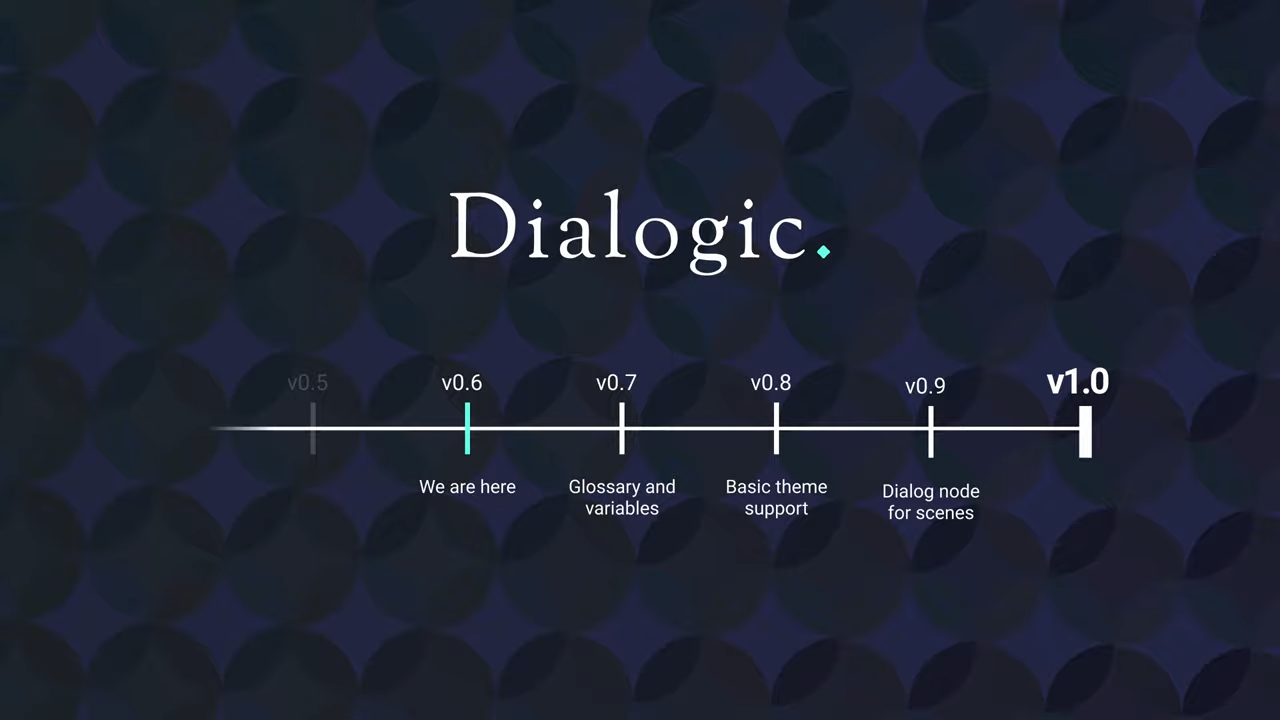 Dialogic.
v0.5
v0.6
v0.7
v0.8
v0.9
v1.0
We are here
Glossary and
variables
Basic theme
support
Dialog node
for scenes